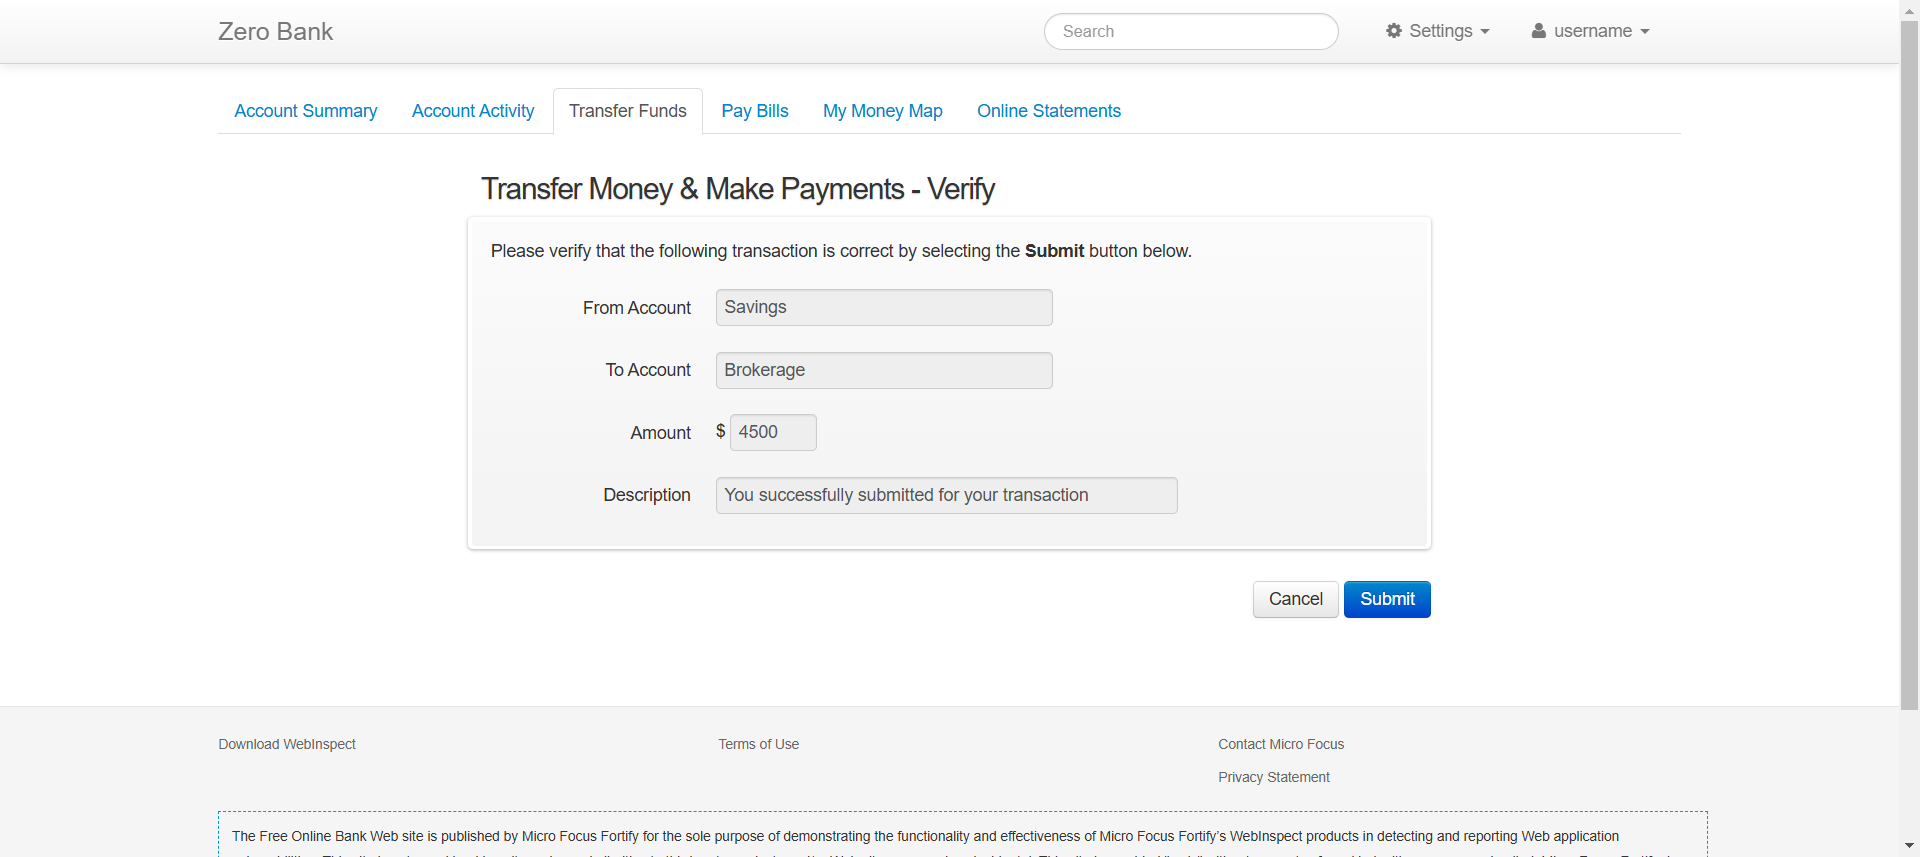 Zero Bank
Search
Settings
username
Account Summary
Account Activity
Transfer Funds
Pay Bills
My Money Map
Online Statements
Transfer Money & Make Payments - Verify
Please verify that the following transaction is correct by selecting the Submit button below.
From Account
Savings
To Account
Brokerage
Amount
$ 4500
Description
You successfully submitted for your transaction
Cancel
Submit
Download WebInspect
Terms of Use
Contact Micro Focus
Privacy Statement
The Free Online Bank Web site is published by Micro Focus Fortify for the sole purpose of demonstrating the functionality and effectiveness of Micro Focus Fortify's WebInspect products in detecting and reporting Web application